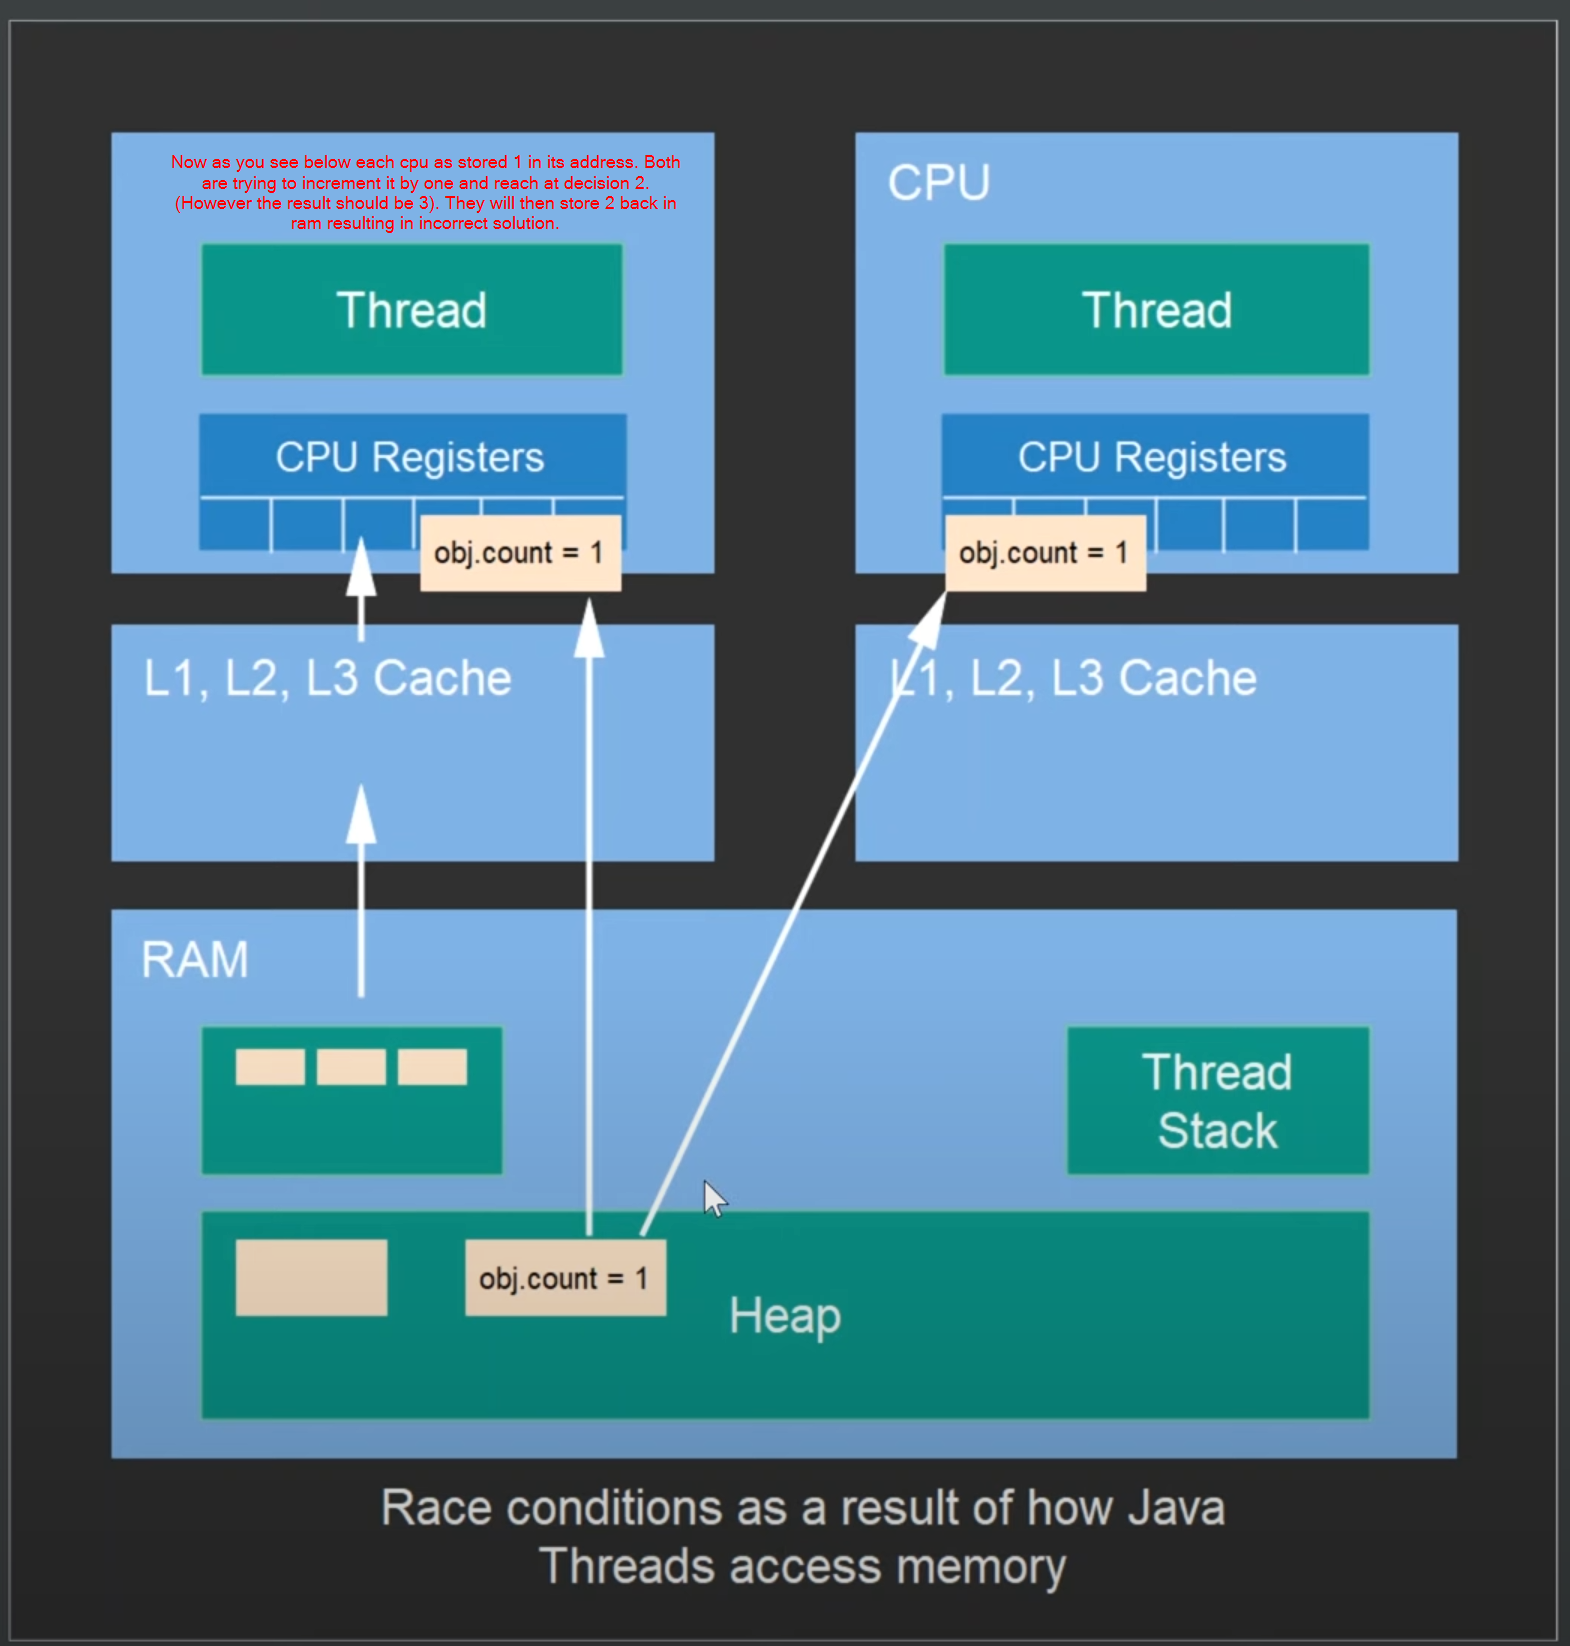 Now as you see below each cpu as stored 1 in its address. Both
are trying to increment it by one and reach at decision 2.
(However the result should be 3). They will then store 2 back in
ram resulting in incorrect solution.
CPU
Thread
Thread
CPU Registers
CPU Registers
obj.count = 1
obj.count = 1
L1, L2, L3 Cache
L1, L2, L3 Cache
RAM
Thread
Stack
obj.count = 1
Heap
Race conditions as a result of how Java
Threads access memory